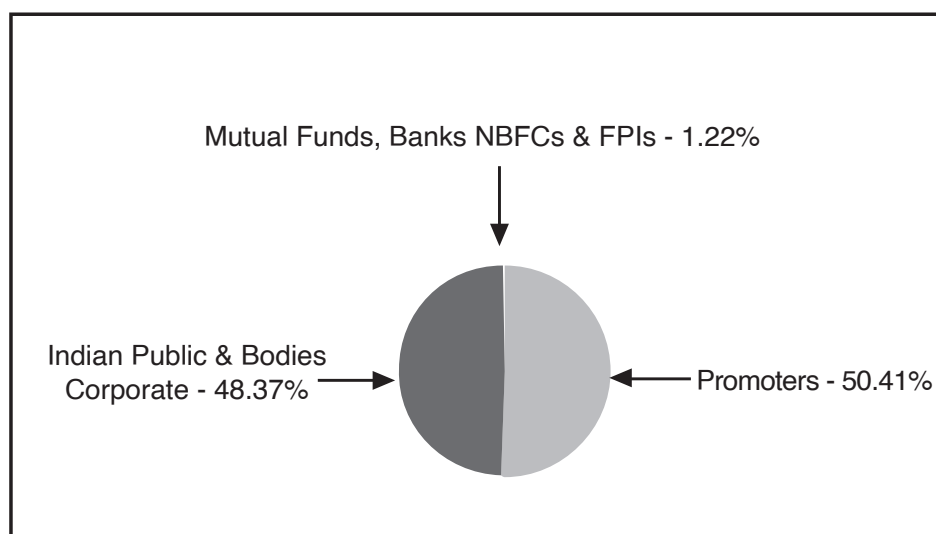 Mutual Funds, Banks NBFCs & FPIs - 1.22%
Indian Public & Bodies
Corporate - 48.37%
Promoters - 50.41%